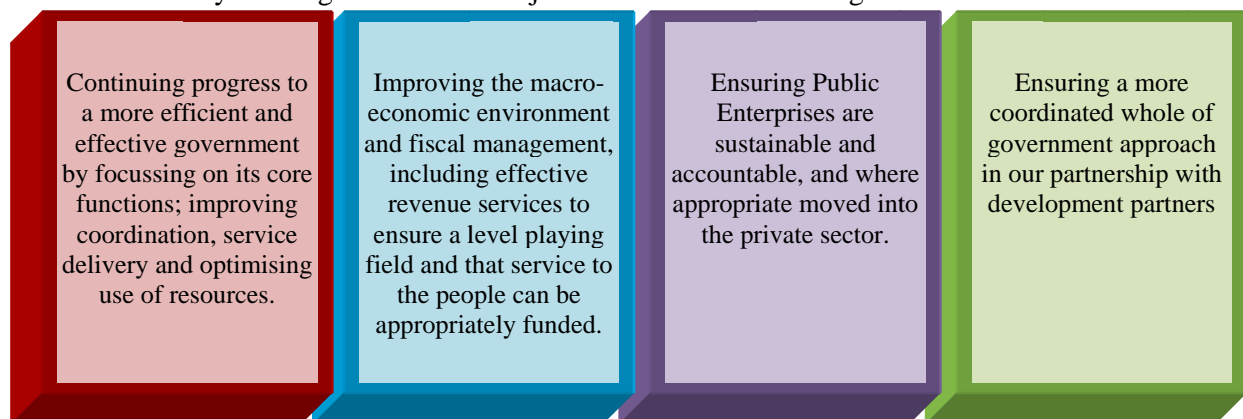 Continuing progress to
a more efficient and
effective government
by focussing on its core
functions; improving
coordination, service
delivery and optimising
use of resources.
Improving the macro-
economic environment
and fiscal management,
including effective
revenue services to
ensure a level playing
field and that service to
the people can be
appropriately funded.
Ensuring Public
Enterprises are
sustainable and
accountable, and where
appropriate moved into
the private sector.
Ensuring a more
coordinated whole of
government approach
in our partnership with
development partners